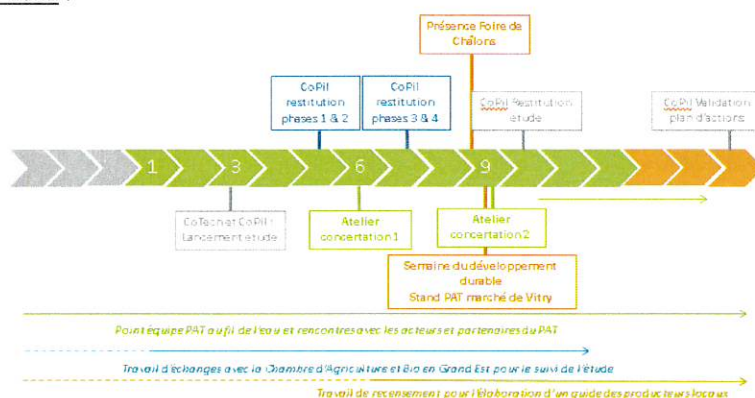 Présence Foire de
Châlons
CoPil
restitution
phases 1 & 2
CoPil
restitution
phases 3 & 4
CoPil Restitution
étude
CoPil Validation
plan d'actions
1
3
6
9
CoTech et CoPil :
Lancement étude
Atelier
concertation 1
Atelier
concertation 2
Semaine du développement
durable
Stand PAT marché de Vitry
Point équipe PAT au fil de l'eau et rencontres avec les acteurs et partenaires du PAT
Travail d'échanges avec la Chambre d'Agriculture et Bio en Grand Est pour le suivi de l'étude
Travail de recensement pour l'élaboration d'un guide des producteurs locaux